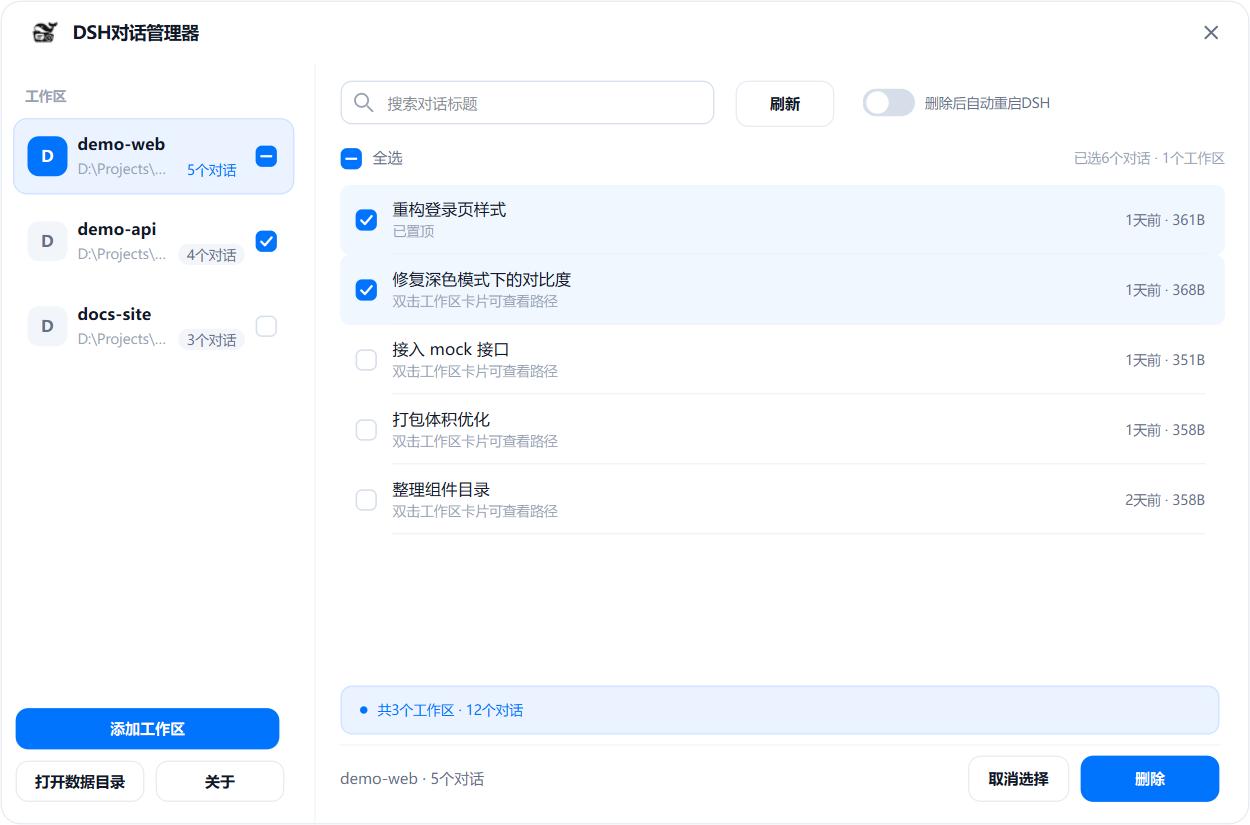 DSH对话管理器
工作区
demo-web
D
D:\Projects\...
5个对话
demo-api
D
D:\Projects\...
4个对话
docs-site
D
D:\Projects\...
3个对话
添加工作区
打开数据目录
关于
搜索对话标题
刷新
删除后自动重启DSH
全选
已选6个对话 · 1个工作区
重构登录页样式
已置顶
1天前 · 361B
修复深色模式下的对比度
双击工作区卡片可查看路径
1天前 · 368B
接入 mock 接口
双击工作区卡片可查看路径
1天前 · 351B
打包体积优化
双击工作区卡片可查看路径
1天前 · 358B
整理组件目录
双击工作区卡片可查看路径
2天前 · 358B
共3个工作区 · 12个对话
demo-web · 5个对话
取消选择
删除